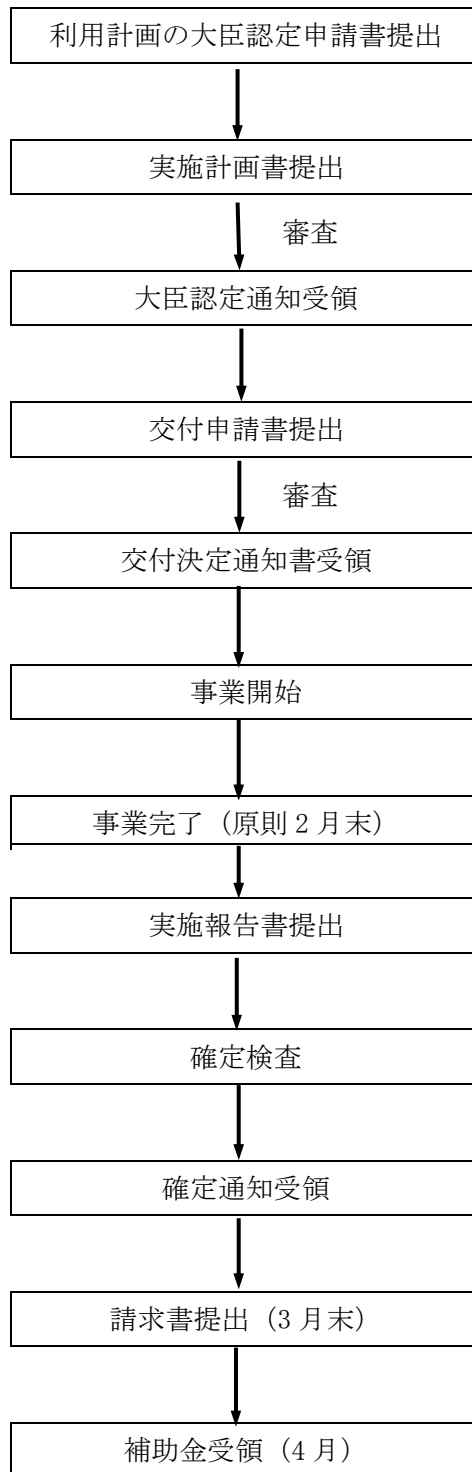 利用計画の大臣認定申請書提出
実施計画書提出
審査
大臣認定通知受領
交付申請書提出
審査
交付決定通知書受領
事業開始
事業完了（原則２月末）
実施報告書提出
確定検査
確定通知受領
請求書提出（３月末）
補助金受領（４月）